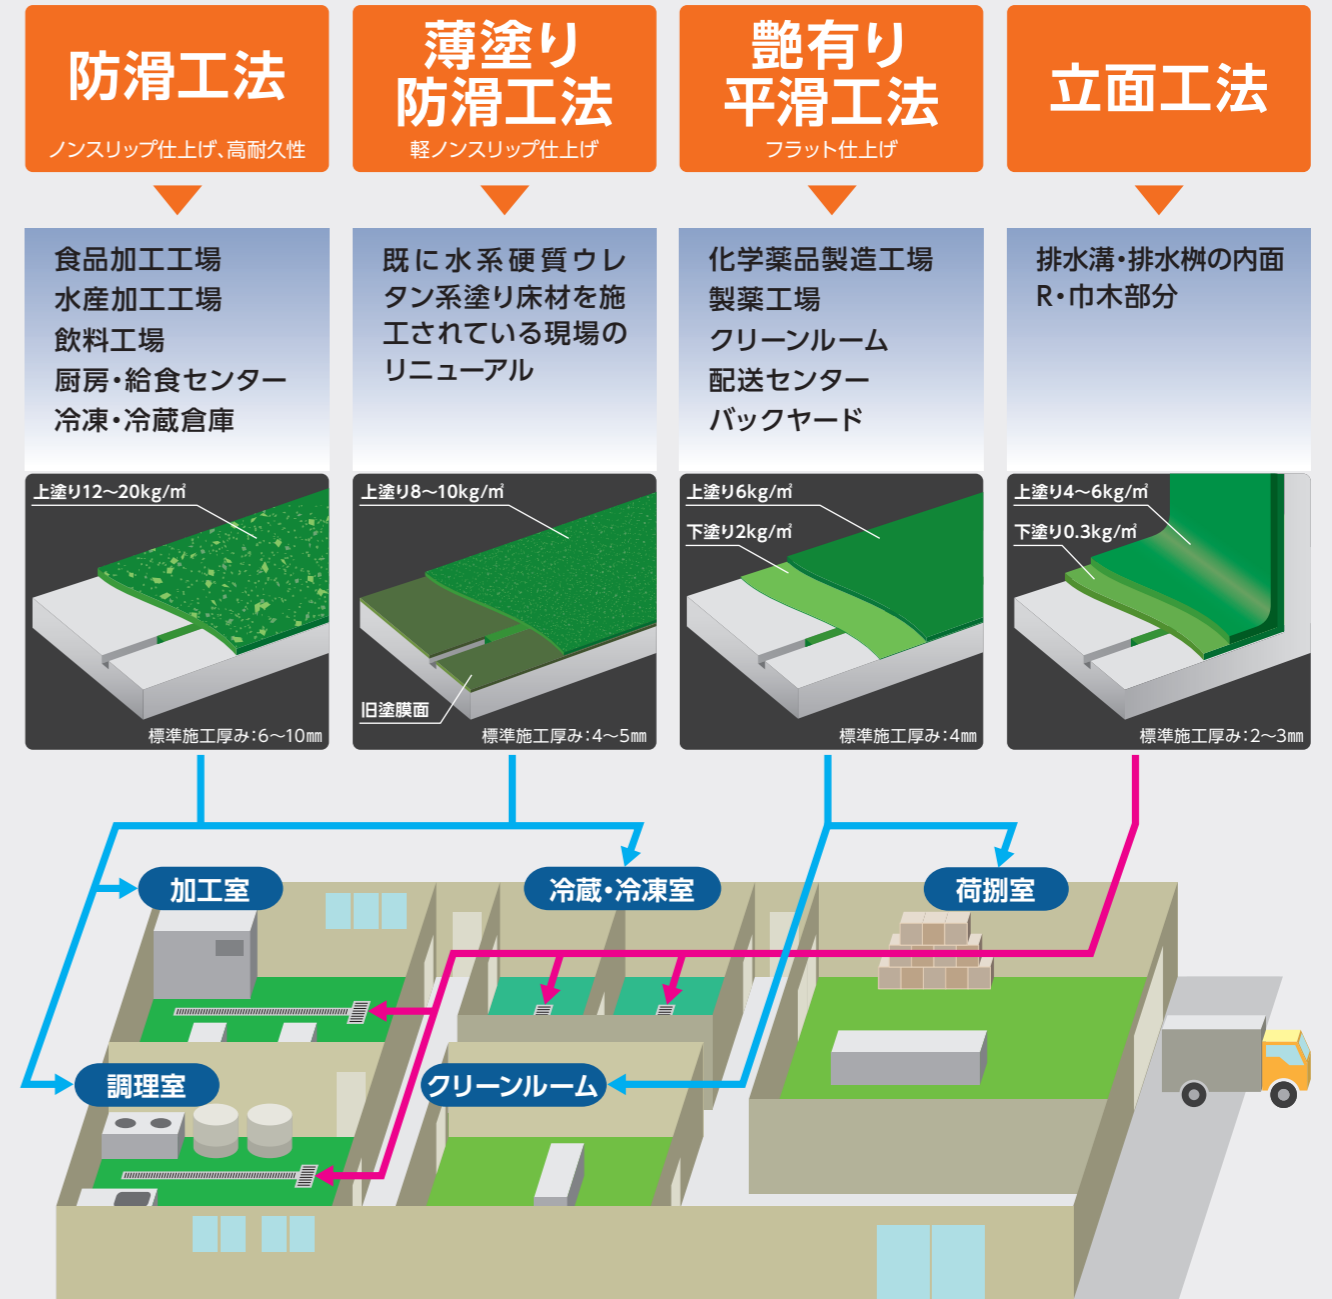 防滑工法
ノンスリップ仕上げ、高耐久性
薄塗り
防滑工法
軽ノンスリップ仕上げ
艶有り
平滑工法
フラット仕上げ
立面工法
食品加工工場
水産加工工場
飲料工場
厨房・給食センター
冷凍・冷蔵倉庫
既に水系硬質ウレ
タン系塗り床材を施
工されている現場の
リニューアル
化学薬品製造工場
製薬工場
クリーンルーム
配送センター
バックヤード
排水溝・排水桝の内面
R・巾木部分
上塗り12〜20kg/㎡
標準施工厚み：6〜10㎜
上塗り8〜10kg/㎡
旧塗膜面
標準施工厚み：4〜5㎜
上塗り6kg/㎡
下塗り2kg/㎡
標準施工厚み：4㎜
上塗り4〜6kg/㎡
下塗り0.3kg/㎡
標準施工厚み：2〜3㎜
加工室
冷蔵・冷凍室
荷捌室
調理室
クリーンルーム